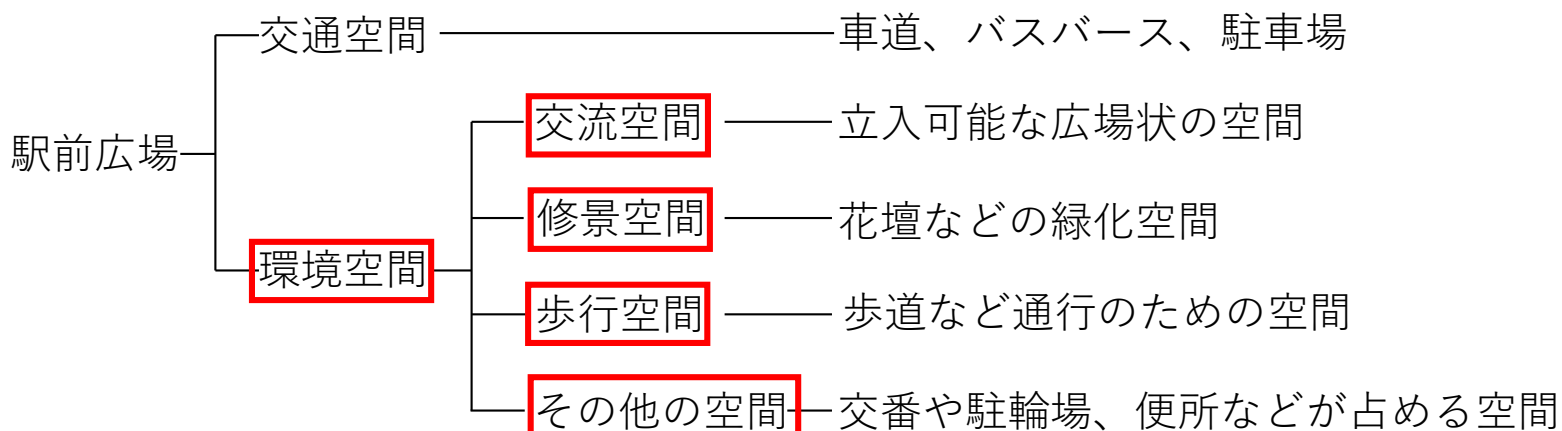 駅前広場
交通空間
車道、バスバース、駐車場
環境空間
交流空間
立入可能な広場状の空間
修景空間
花壇などの緑化空間
歩行空間
歩道など通行のための空間
その他の空間
交番や駐輪場、便所などが占める空間